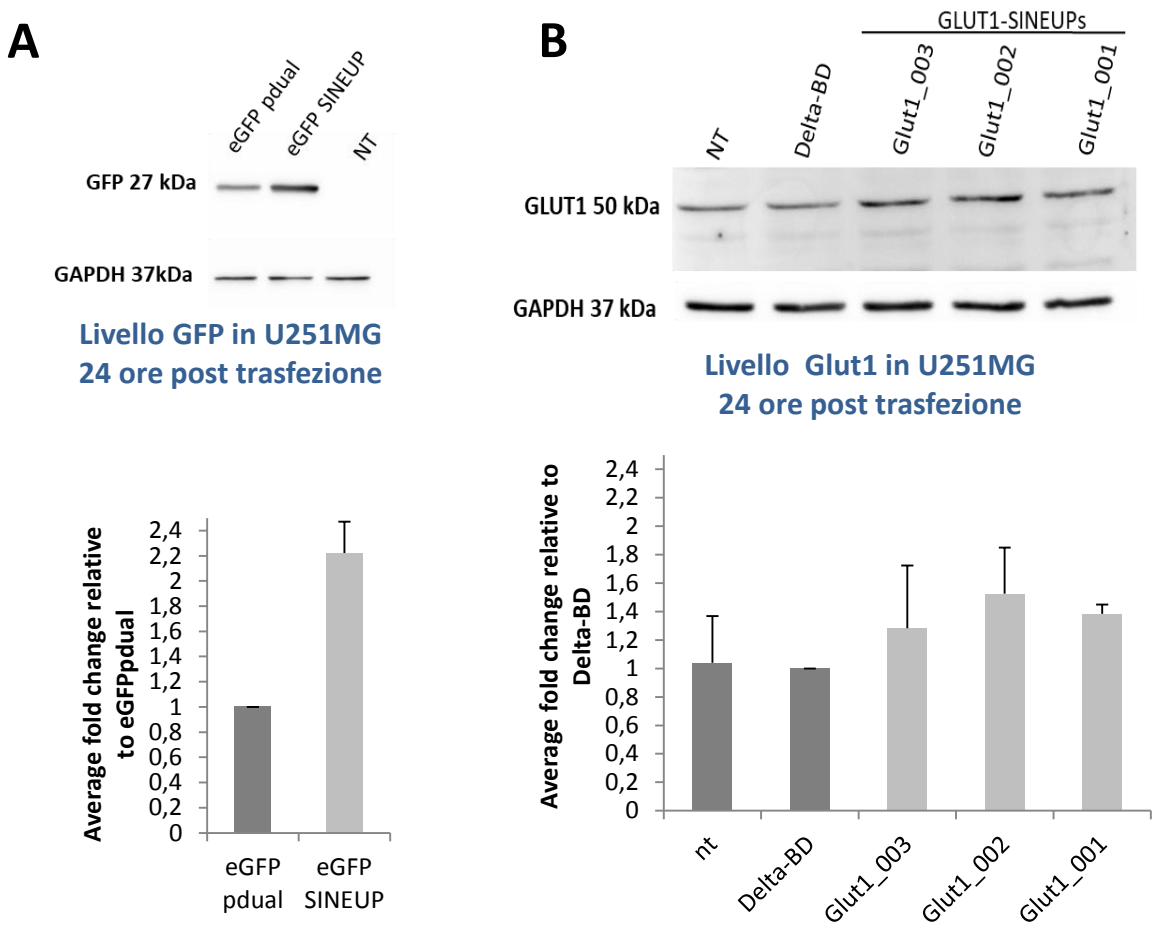 A
eGFP pdual
eGFP SINEUP
NT
GFP 27 kDa
GAPDH 37kDa
Livello GFP in U251MG
24 ore post trasfezione
Average fold change relative
to eGFPpdual
2,4
2,2
2
1,8
1,6
1,4
1,2
1
0,8
0,6
0,4
0,2
0
eGFP
pdual
eGFP
SINEUP
B
GLUT1-SINEUPs
NT
Delta-BD
Glut1_003
Glut1_002
Glut1_001
GLUT1 50 kDa
GAPDH 37 kDa
Livello Glut1 in U251MG
24 ore post trasfezione
Average fold change relative to
Delta-BD
2,4
2,2
2
1,8
1,6
1,4
1,2
1
0,8
0,6
0,4
0,2
0
nt
Delta-BD
Glut1_003
Glut1_002
Glut1_001